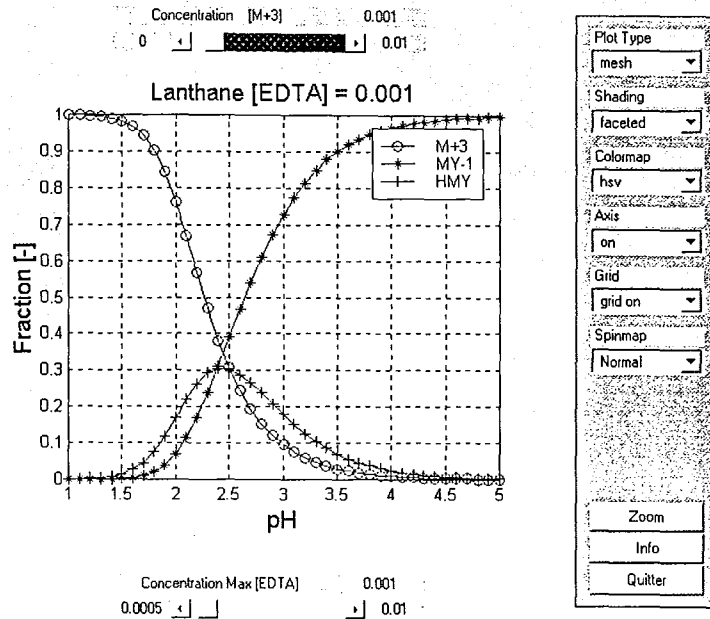 Concentration [M+3] 0.001
0 0.01
Lanthane [EDTA] = 0.001
M+3
MY-1
HMY
Fraction [-]
1
0.9
0.8
0.7
0.6
0.5
0.4
0.3
0.2
0.1
0
1 1.5 2 2.5 3 3.5 4 4.5 5
pH
Concentration Max [EDTA] 0.001
0.0005 0.01
Plot Type
mesh
Shading
faceted
Colormap
hsv
Axis
on
Grid
grid on
Spinmap
Normal
Zoom
Info
Quitter